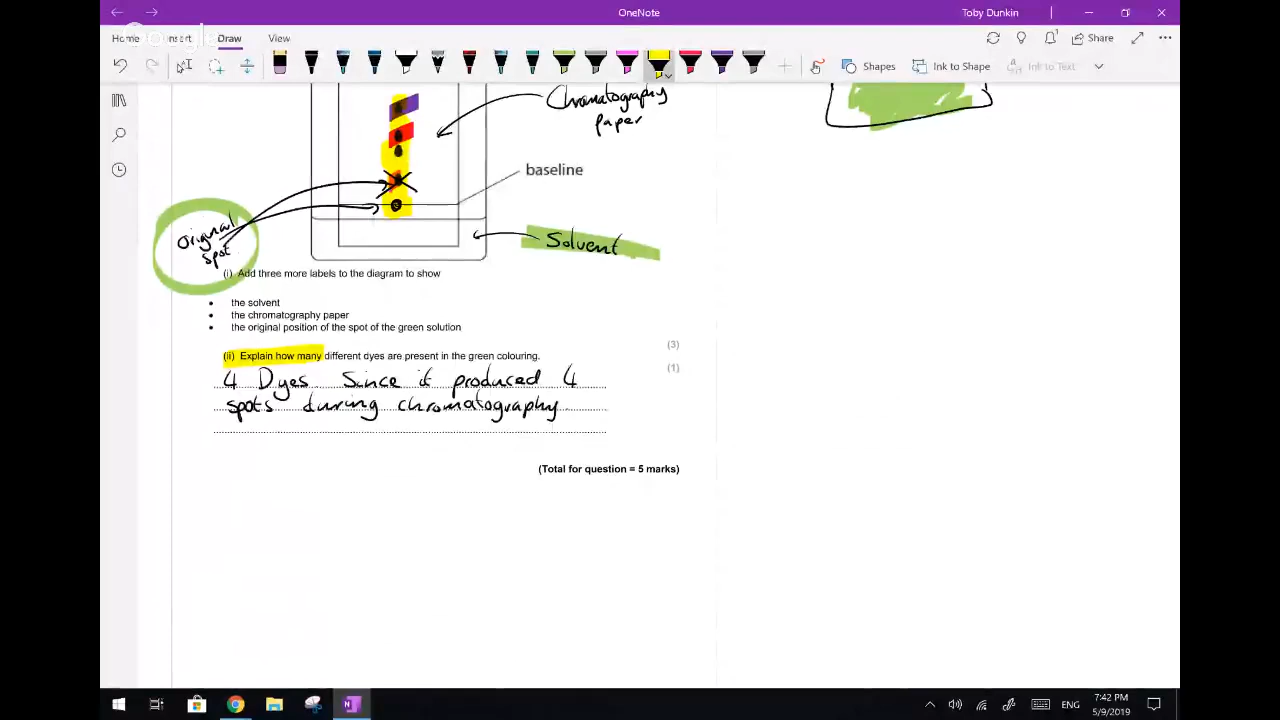 OneNote
Toby Dunkin
Home Insert Draw View
Share
Shapes
Ink to Shape
Ink to Text
Chromatography
paper
baseline
Original
spot
Solvent
(i) Add three more labels to the diagram to show
• the solvent
• the chromatography paper
• the original position of the spot of the green solution
(3)
(ii) Explain how many different dyes are present in the green colouring.
(1)
4 Dyes. Since it produced 4
spots during chromatography.
(Total for question = 5 marks)
ENG
7:42 PM
5/9/2019